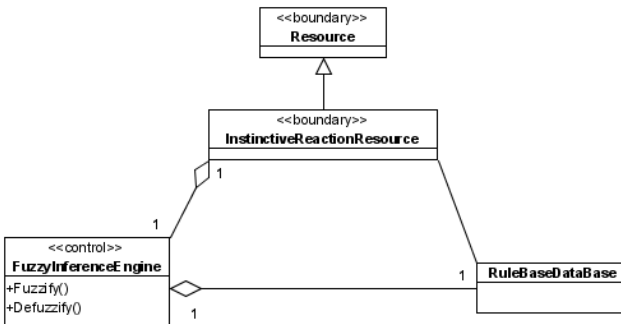 <<boundary>>
Resource
<<boundary>>
InstinctiveReactionResource
1
1
<<control>>
FuzzyInferenceEngine
+Fuzzify()
+Defuzzify()
1
1
RuleBaseDataBase